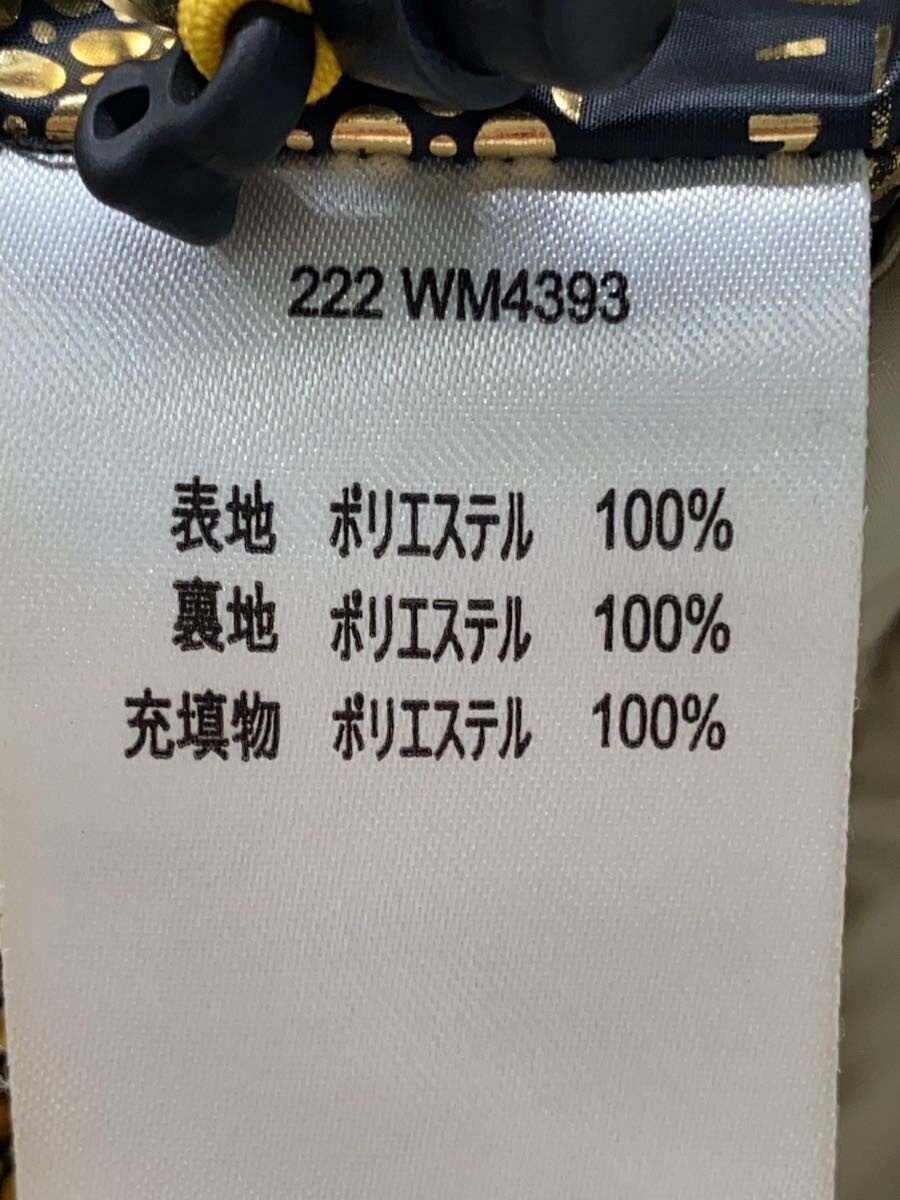 222 WM4393
表地 ポリエステル 100%
裏地 ポリエステル 100%
充填物 ポリエステル 100%